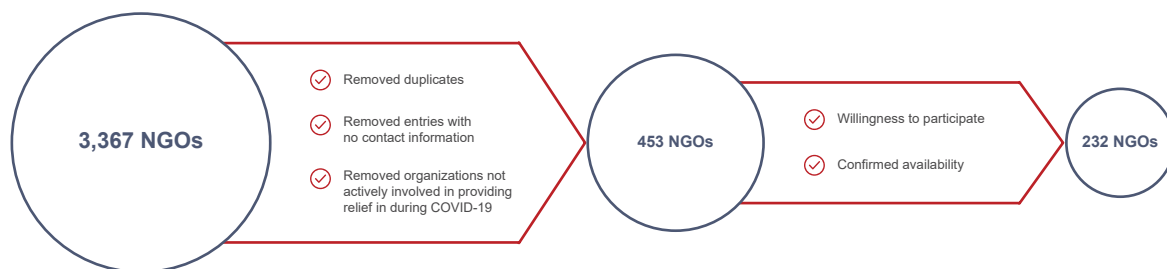 3,367 NGOs
Removed duplicates
Removed entries with
no contact information
Removed organizations not
actively involved in providing
relief in during COVID-19
453 NGOs
Willingness to participate
Confirmed availability
232 NGOs